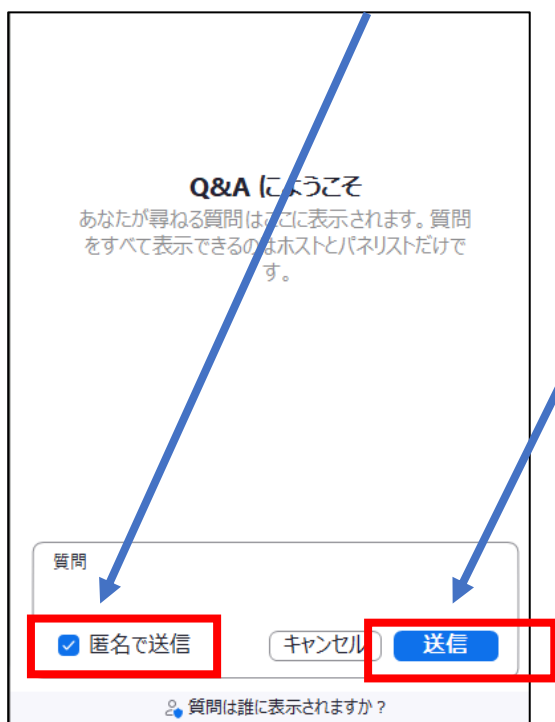 Q&A にようこそ
あなたが尋ねる質問はここに表示されます。質問
をすべて表示できるのはホストとパネリストだけで
す。
質問
匿名で送信
キャンセル
送信
質問は誰に表示されますか？